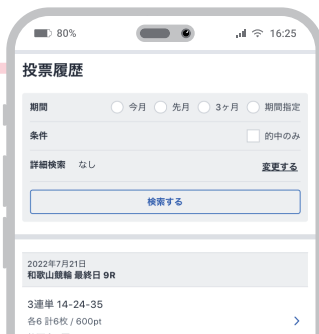 80% 16:25
投票履歴
期間 今月 先月 3ヶ月 期間指定
条件 的中のみ
詳細検索 なし 変更する
検索する
2022年7月21日
和歌山競輪 最終日 9R
3連単 14-24-35
各6 計6枚 / 600pt